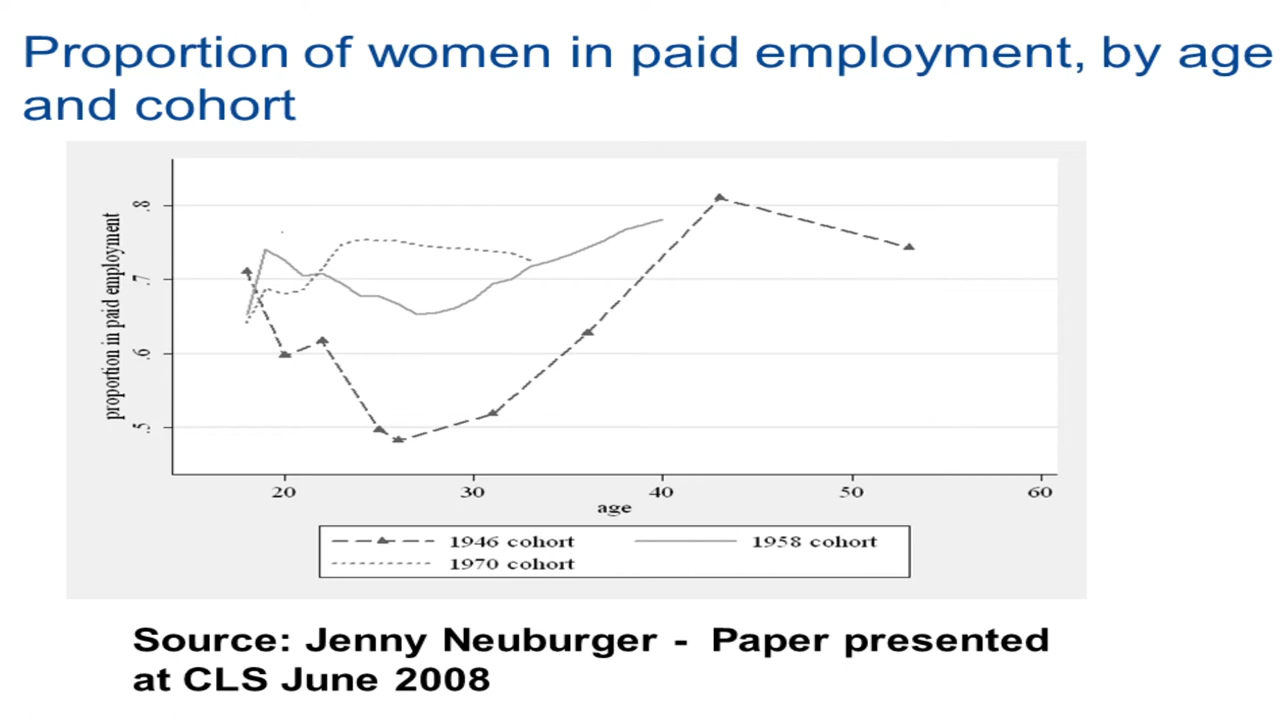 Proportion of women in paid employment, by age
and cohort
proportion in paid employment
.8
.7
.6
.5
20 30 40 50 60
age
1946 cohort 1958 cohort
1970 cohort
Source: Jenny Neuburger - Paper presented
at CLS June 2008